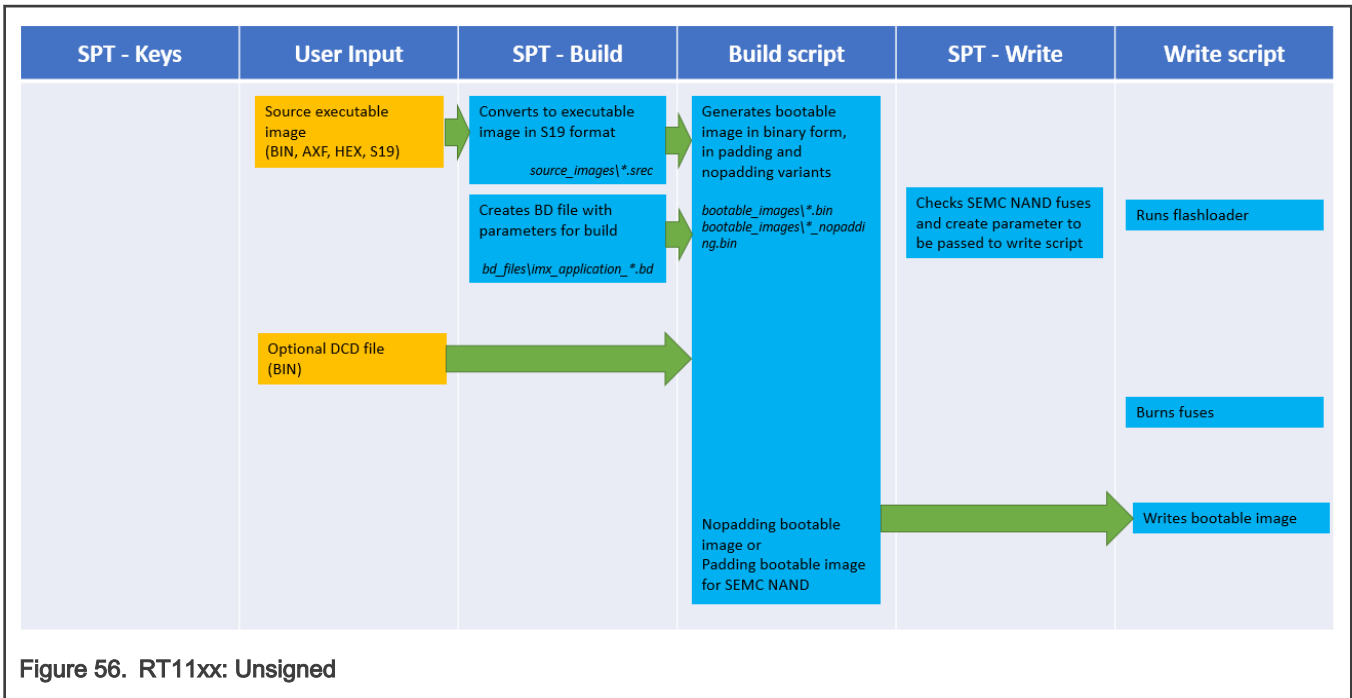 SPT - Keys
User Input
SPT - Build
Build script
SPT - Write
Write script
Source executable
image
(BIN, AXF, HEX, S19)
Converts to executable
image in S19 format
source_images\*.srec
Creates BD file with
parameters for build
bd_files\imx_application_*.bd
Optional DCD file
(BIN)
Generates bootable
image in binary form,
in padding and
nopadding variants
bootable_images\*.bin
bootable_images\*_nopaddi
ng.bin
Nopadding bootable
image or
Padding bootable image
for SEMC NAND
Checks SEMC NAND fuses
and create parameter to
be passed to write script
Runs flashloader
Burns fuses
Writes bootable image
Figure 56. RT11xx: Unsigned